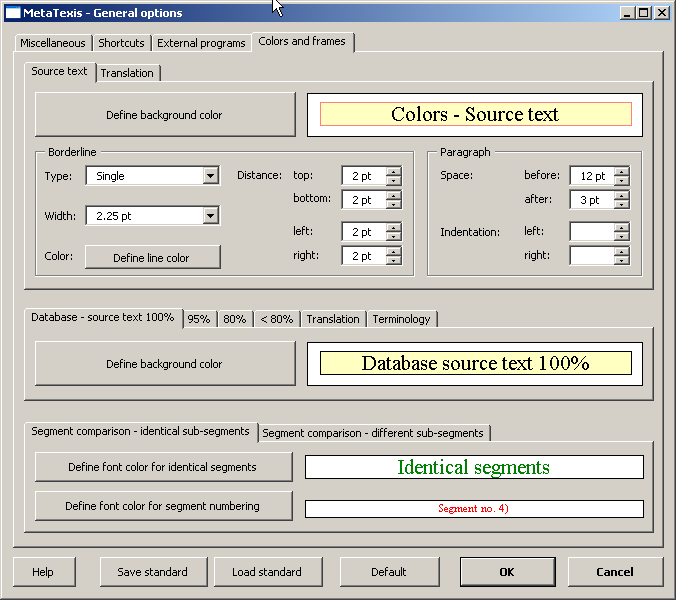 MetaTexis - General options
Miscellaneous Shortcuts External programs Colors and frames
Source text Translation
Define background color Colors - Source text
Borderline Paragraph
Type: Single Distance: top: 2 pt Space: before: 12 pt
bottom: 2 pt after: 3 pt
Width: 2.25 pt
left: 2 pt Indentation: left:
Color: Define line color right: 2 pt right:
Database - source text 100% 95% 80% < 80% Translation Terminology
Define background color Database source text 100%
Segment comparison - identical sub-segments Segment comparison - different sub-segments
Define font color for identical segments Identical segments
Define font color for segment numbering Segment no. 4)
Help Save standard Load standard Default OK Cancel